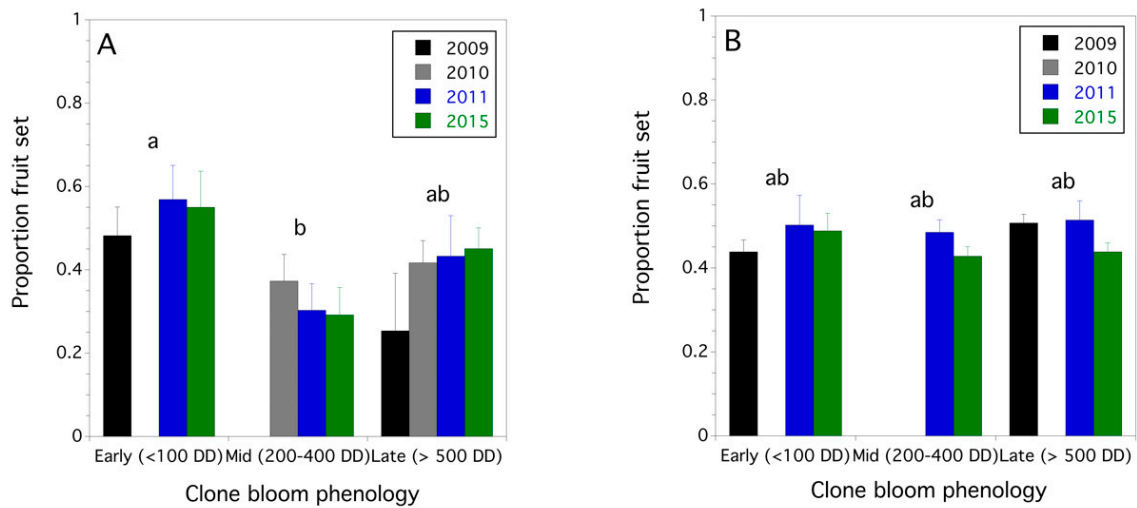 A
2009
2010
2011
2015
1
0.8
0.6
0.4
0.2
0
Proportion fruit set
a
b
ab
Early (<100 DD) Mid (200-400 DD) Late (> 500 DD)
Clone bloom phenology
B
2009
2010
2011
2015
1
0.8
0.6
0.4
0.2
0
Proportion fruit set
ab
ab
ab
Early (<100 DD) Mid (200-400 DD) Late (> 500 DD)
Clone bloom phenology